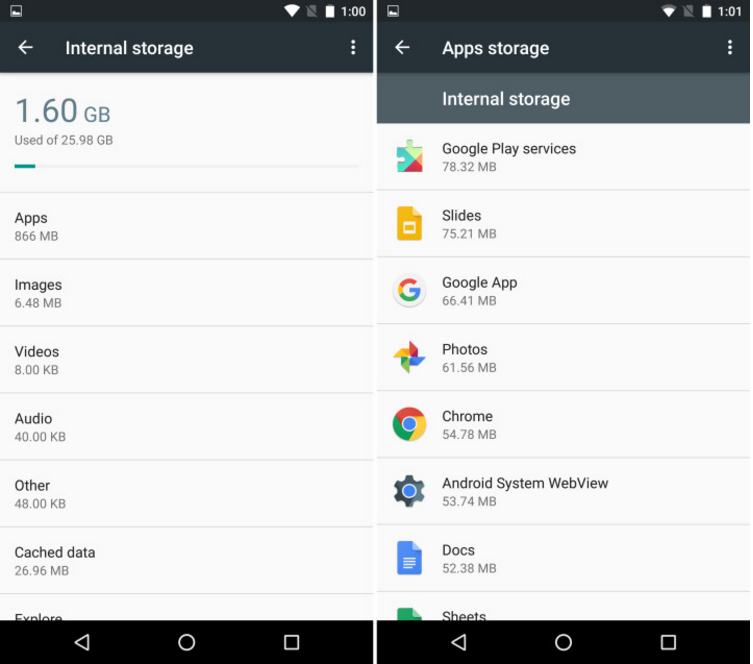 1:00
Internal storage
1.60 GB
Used of 25.98 GB
Apps
866 MB
Images
6.48 MB
Videos
8.00 KB
Audio
40.00 KB
Other
48.00 KB
Cached data
26.96 MB
Explore
1:01
Apps storage
Internal storage
Google Play services
78.32 MB
Slides
75.21 MB
Google App
66.41 MB
Photos
61.56 MB
Chrome
54.78 MB
Android System WebView
53.74 MB
Docs
52.38 MB
Sheets